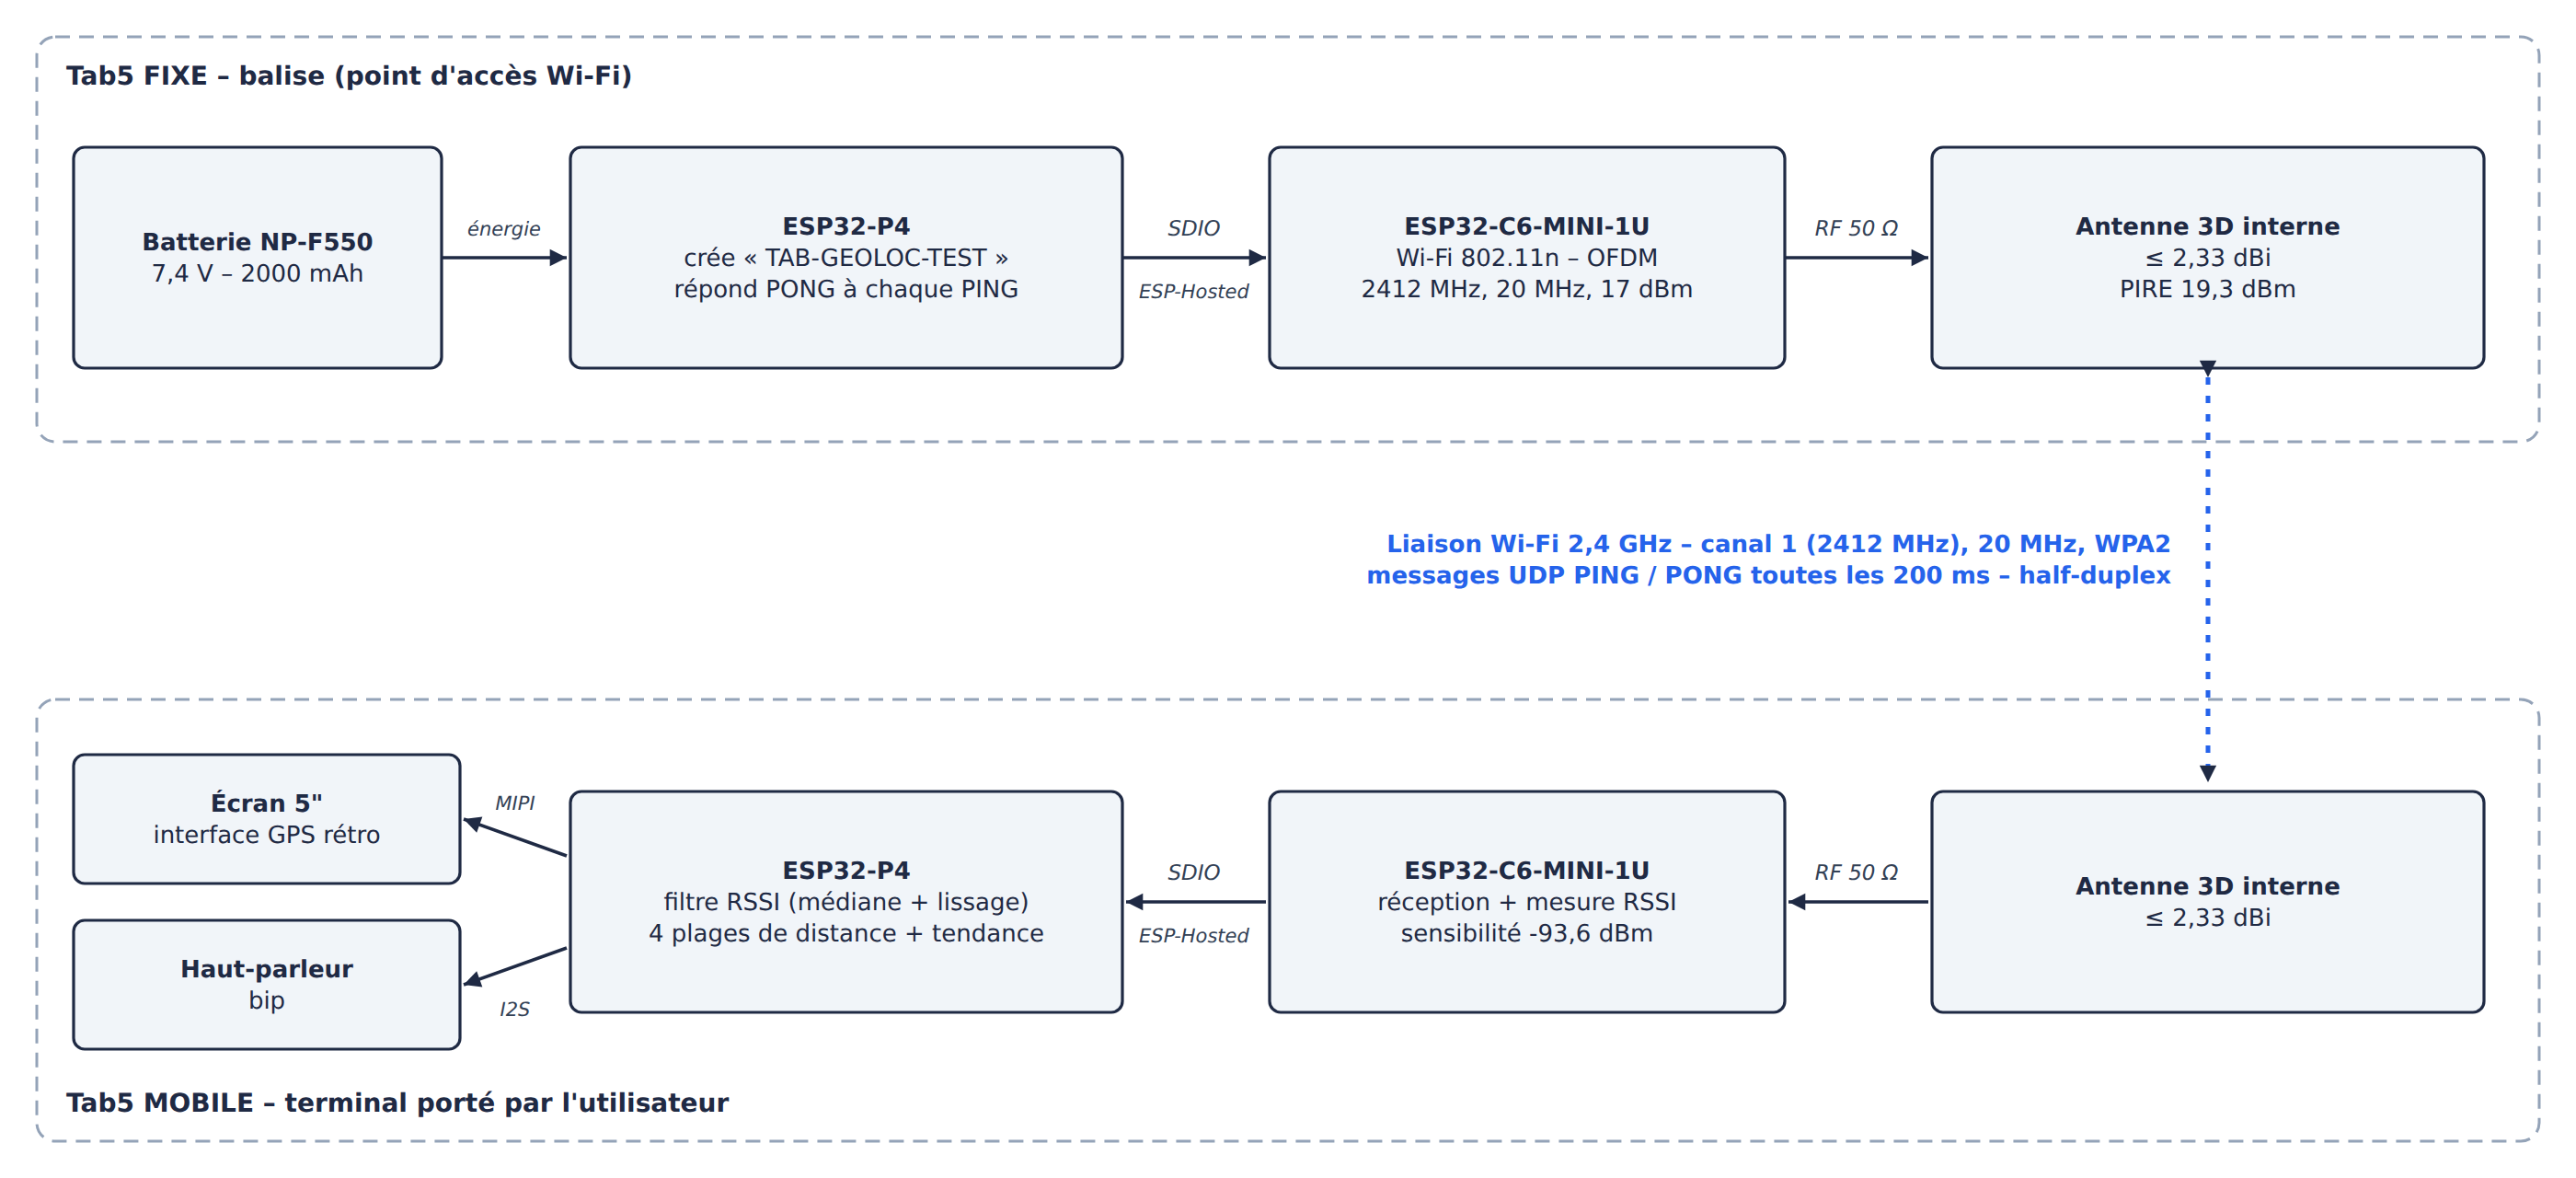 Tab5 FIXE – balise (point d'accès Wi-Fi)
Batterie NP-F550
7,4 V – 2000 mAh
énergie
ESP32-P4
crée « TAB-GEOLOC-TEST »
répond PONG à chaque PING
SDIO
ESP-Hosted
ESP32-C6-MINI-1U
Wi-Fi 802.11n – OFDM
2412 MHz, 20 MHz, 17 dBm
RF 50 Ω
Antenne 3D interne
≤ 2,33 dBi
PIRE 19,3 dBm
Liaison Wi-Fi 2,4 GHz – canal 1 (2412 MHz), 20 MHz, WPA2
messages UDP PING / PONG toutes les 200 ms – half-duplex
Écran 5"
interface GPS rétro
MIPI
Haut-parleur
bip
I2S
ESP32-P4
filtre RSSI (médiane + lissage)
4 plages de distance + tendance
SDIO
ESP-Hosted
ESP32-C6-MINI-1U
réception + mesure RSSI
sensibilité -93,6 dBm
RF 50 Ω
Antenne 3D interne
≤ 2,33 dBi
Tab5 MOBILE – terminal porté par l'utilisateur